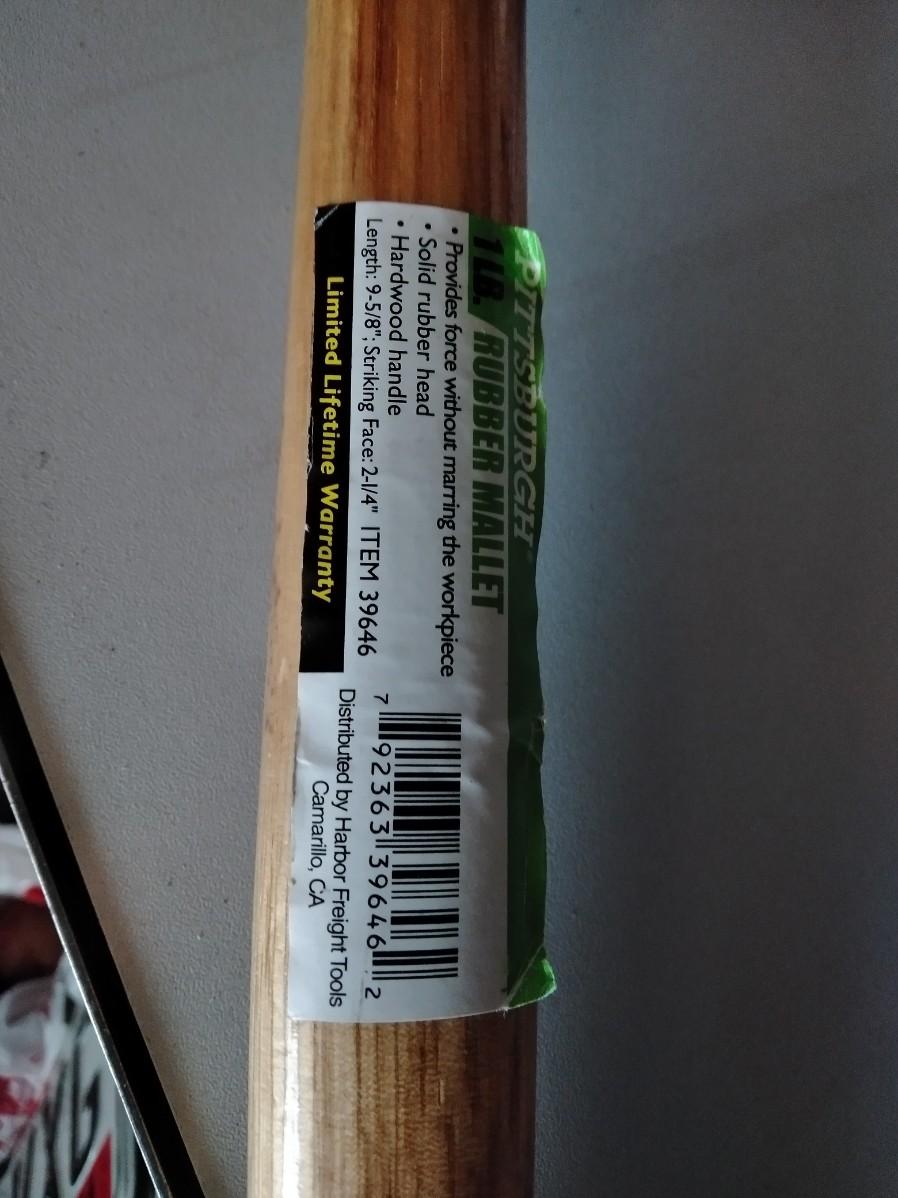 PITTSBURGH
1 LB. RUBBER MALLET
• Provides force without marring the workpiece
• Solid rubber head
• Hardwood handle
Length: 9-5/8"; Striking Face: 2-1/4" ITEM 39646
Limited Lifetime Warranty
7 92363 39646 2
Distributed by Harbor Freight Tools
Camarillo, CA